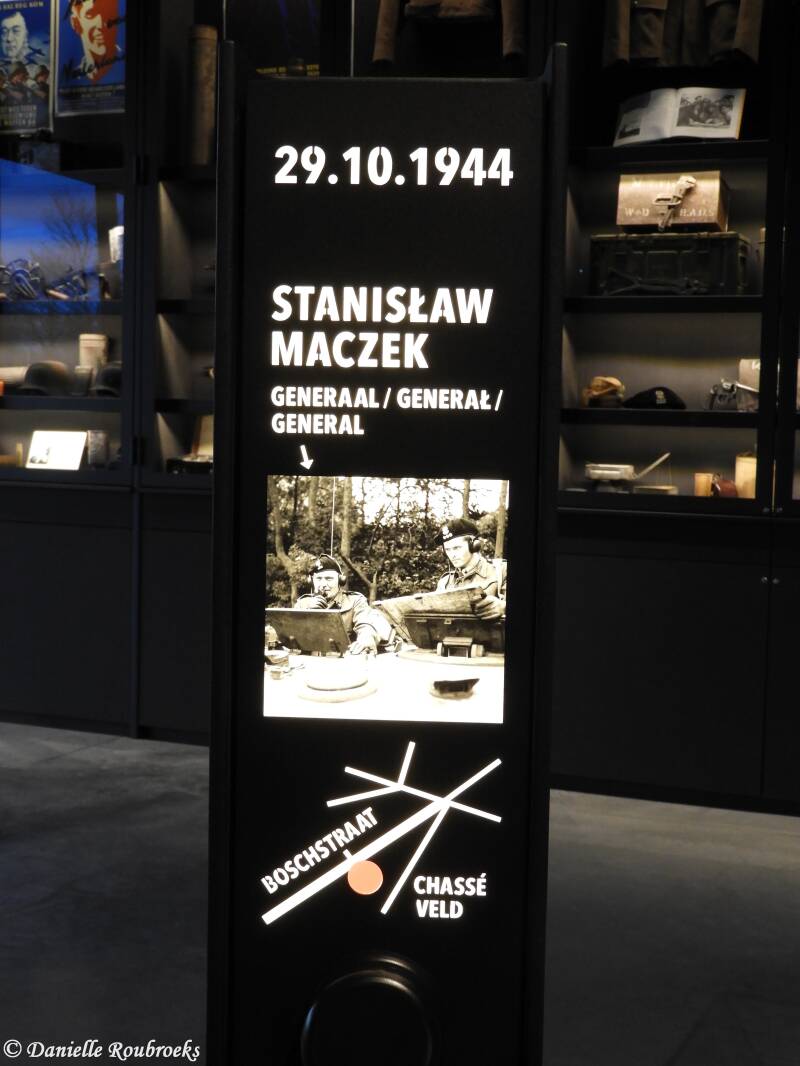 29.10.1944
STANISŁAW
MACZEK
GENERAAL / GENERAŁ /
GENERAL
BOSCHSTRAAT
CHASSÉ
VELD
© Danielle Roubroeks